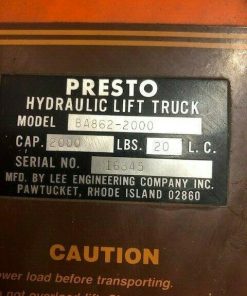 PRESTO
HYDRAULIC LIFT TRUCK
MODEL BA862-2000
CAP. 2000 LBS. 20 L. C.
SERIAL NO. 16345
MFD. BY LEE ENGINEERING COMPANY INC.
PAWTUCKET, RHODE ISLAND 02860
CAUTION
load before transporting.